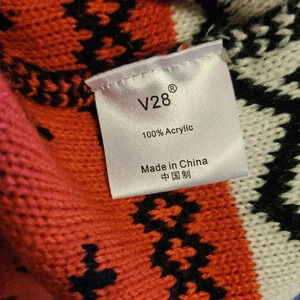 V28®
100% Acrylic
Made in China
中国制